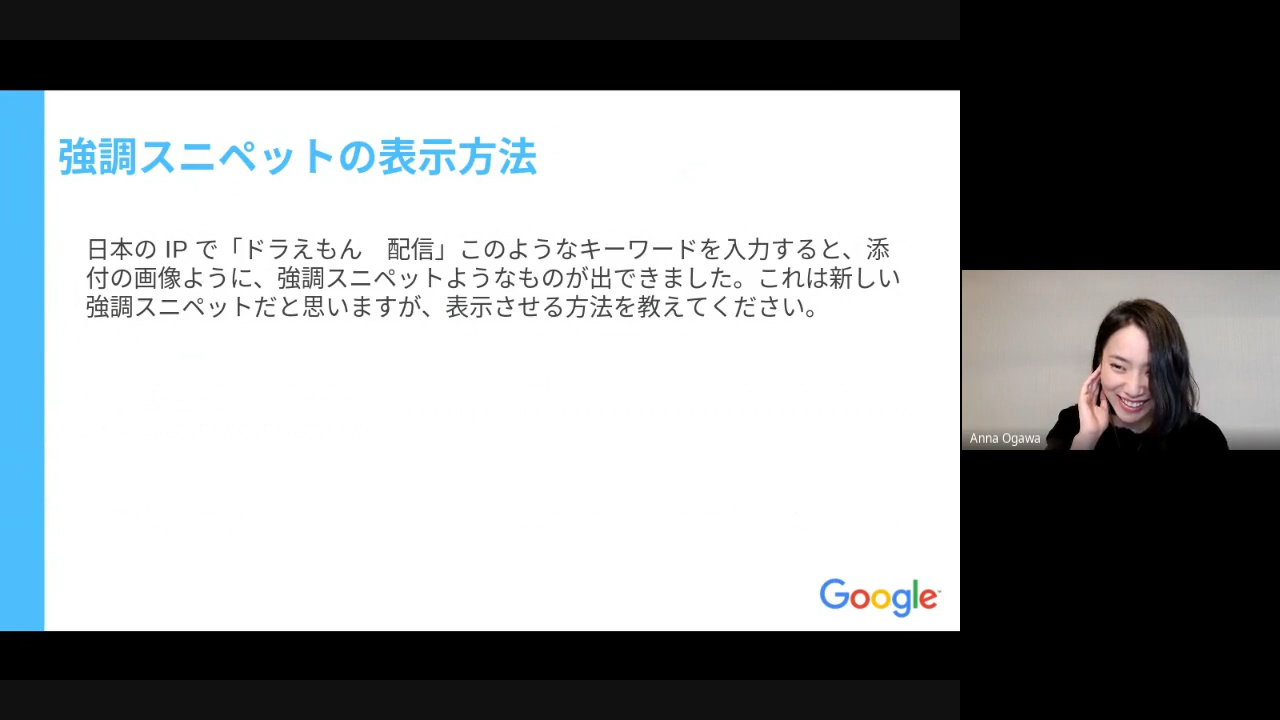 強調スニペットの表示方法
日本の IP で「ドラえもん　配信」このようなキーワードを入力すると、添
付の画像ように、強調スニペットようなものが出できました。これは新しい
強調スニペットだと思いますが、表示させる方法を教えてください。
Google
Anna Ogawa